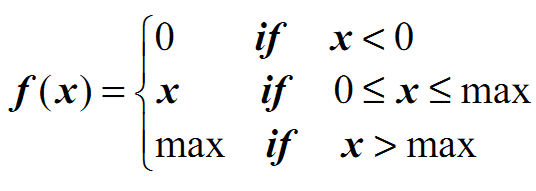 0 if x < 0
f(x) = { x if 0 ≤ x ≤ max
max if x > max